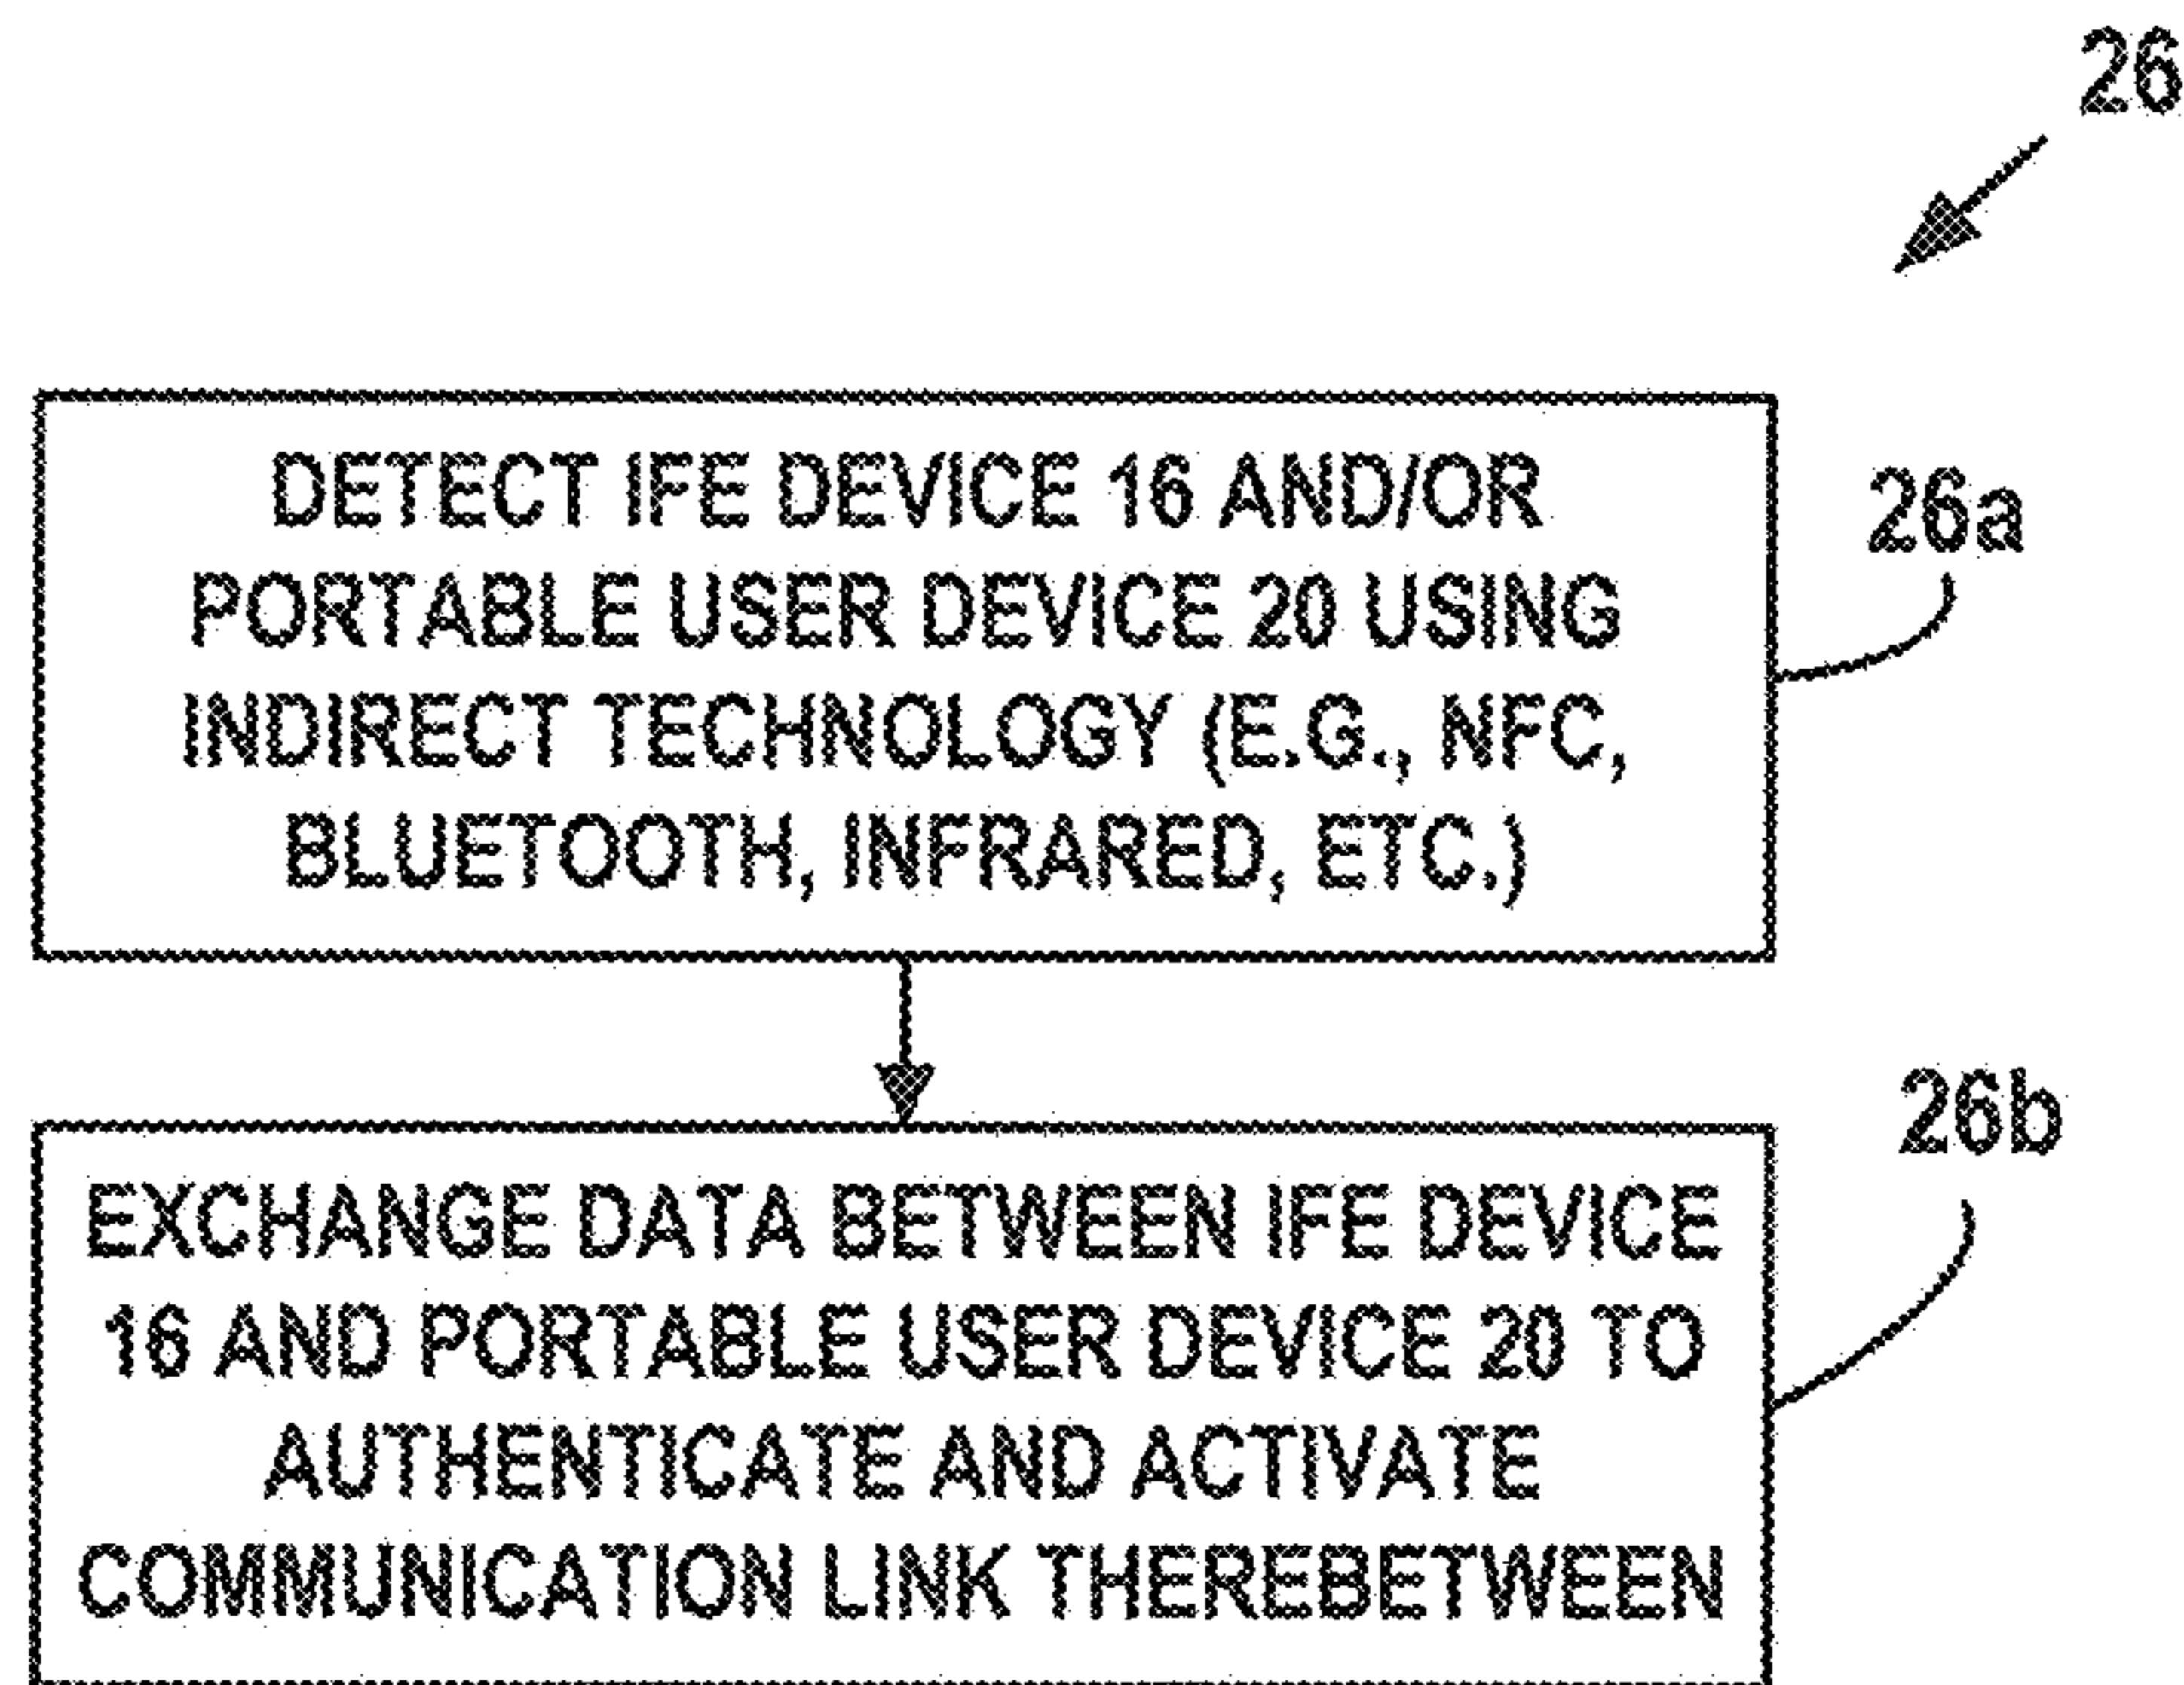 26
DETECT IFE DEVICE 16 AND/OR
PORTABLE USER DEVICE 20 USING
INDIRECT TECHNOLOGY (E.G., NFC,
BLUETOOTH, INFRARED, ETC.)
26a
EXCHANGE DATA BETWEEN IFE DEVICE
16 AND PORTABLE USER DEVICE 20 TO
AUTHENTICATE AND ACTIVATE
COMMUNICATION LINK THEREBETWEEN
26b